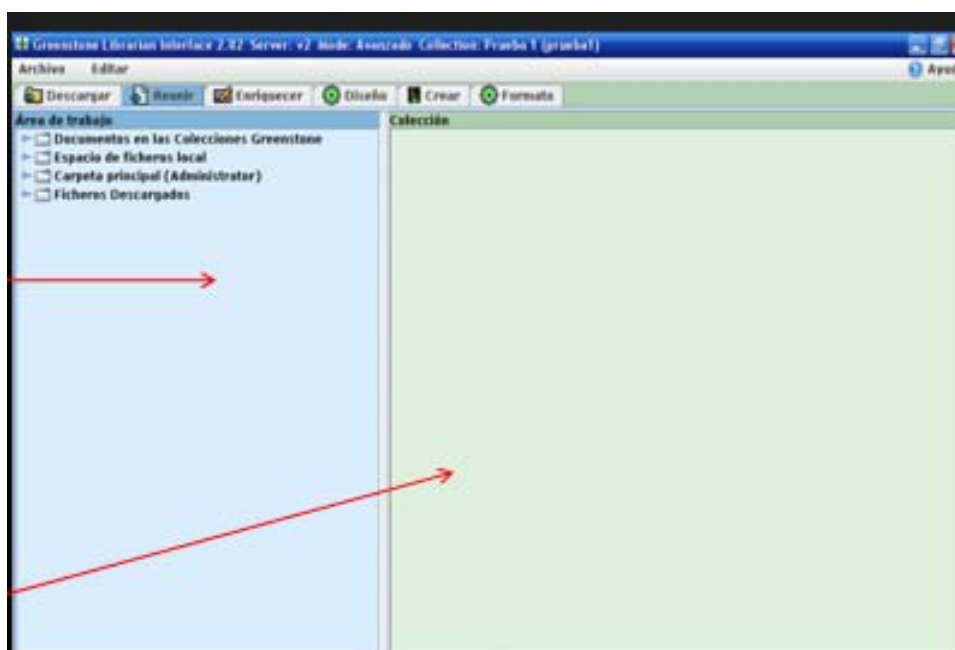 Greenstone Librarian Interface 2.82 Server: v2 Mode: Avanzado Collection: Prueba 1 (prueba1)
Archivo Editar
Descargar Reunir Enriquecer Diseño Crear Formato
Área de trabajo
Colección
Documentos en las Colecciones Greenstone
Espacio de ficheros local
Carpeta principal (Administrator)
Ficheros Descargados